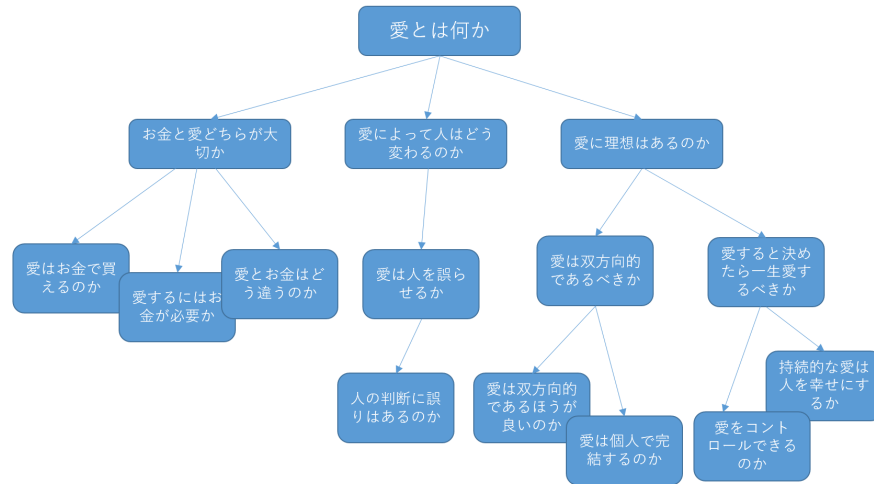 愛とは何か
お金と愛どちらが大
切か
愛によって人はどう
変わるのか
愛に理想はあるのか
愛はお金で買
えるのか
愛するにはお
金が必要か
愛とお金はど
う違うのか
愛は人を誤ら
せるか
愛は双方向的
であるべきか
愛すると決め
たら一生愛す
るべきか
人の判断に誤
りはあるのか
愛は双方向的
であるほうが
良いのか
愛は個人で完
結するのか
愛をコント
ロールできる
のか
持続的な愛は
人を幸せにす
るか